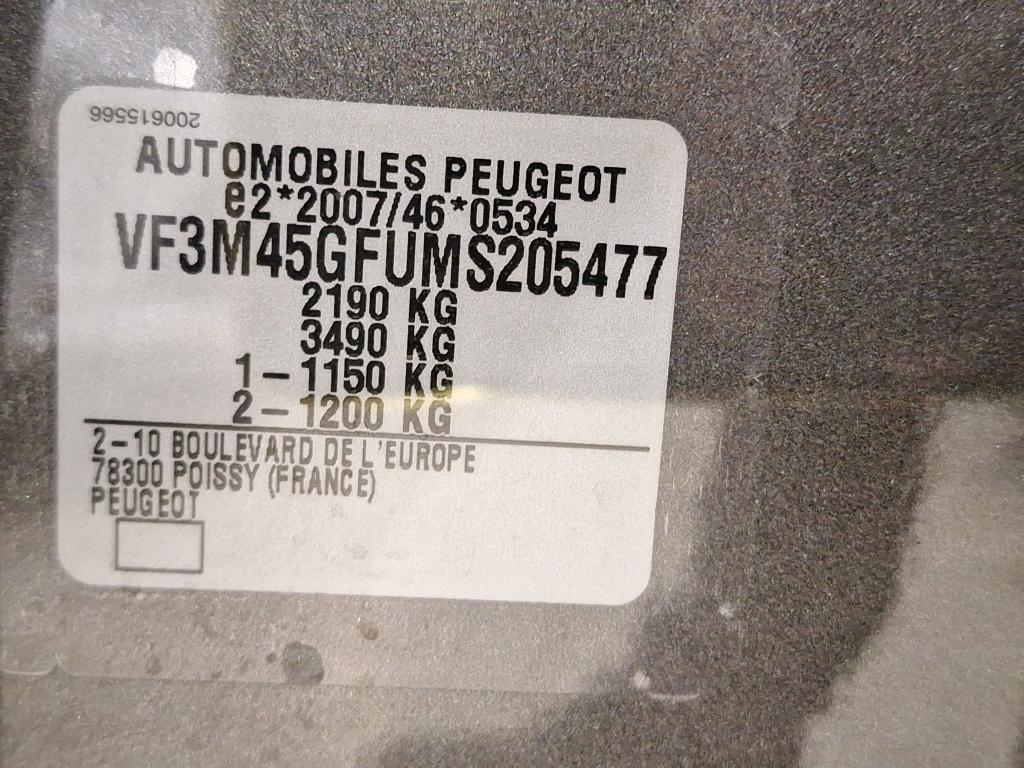 200615566
AUTOMOBILES PEUGEOT
e2*2007/46*0534
VF3M45GFUMS205477
2190 KG
3490 KG
1-1150 KG
2-1200 KG
2-10 BOULEVARD DE L'EUROPE
78300 POISSY (FRANCE)
PEUGEOT